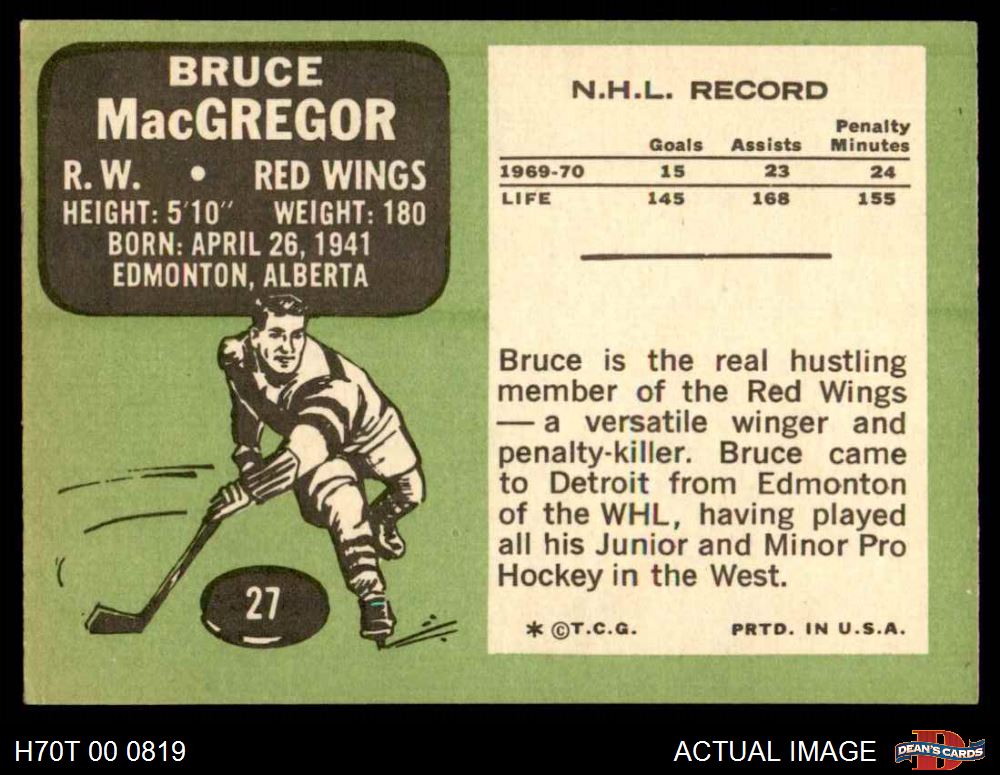 BRUCE
MacGREGOR
R. W. • RED WINGS
HEIGHT: 5'10" WEIGHT: 180
BORN: APRIL 26, 1941
EDMONTON, ALBERTA
27
N.H.L. RECORD
Goals Assists Penalty Minutes
1969-70 15 23 24
LIFE 145 168 155
Bruce is the real hustling
member of the Red Wings
— a versatile winger and
penalty-killer. Bruce came
to Detroit from Edmonton
of the WHL, having played
all his Junior and Minor Pro
Hockey in the West.
* ©T.C.G. PRTD. IN U.S.A.
H70T 00 0819
ACTUAL IMAGE
D DEAN'S CARDS